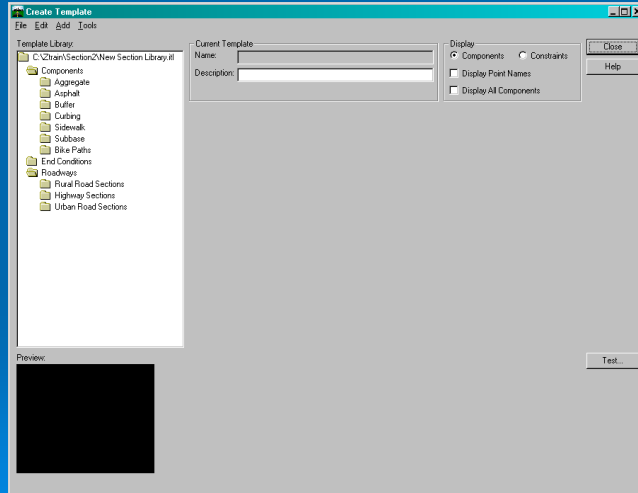 Create Template
File Edit Add Tools
Template Library:
C:\Ztrain\Section2\New Section Library.itl
Components
Aggregate
Asphalt
Buffer
Curbing
Sidewalk
Subbase
Bike Paths
End Conditions
Roadways
Rural Road Sections
Highway Sections
Urban Road Sections
Current Template
Name:
Description:
Display
Components Constraints
Display Point Names
Display All Components
Close
Help
Preview:
Test...